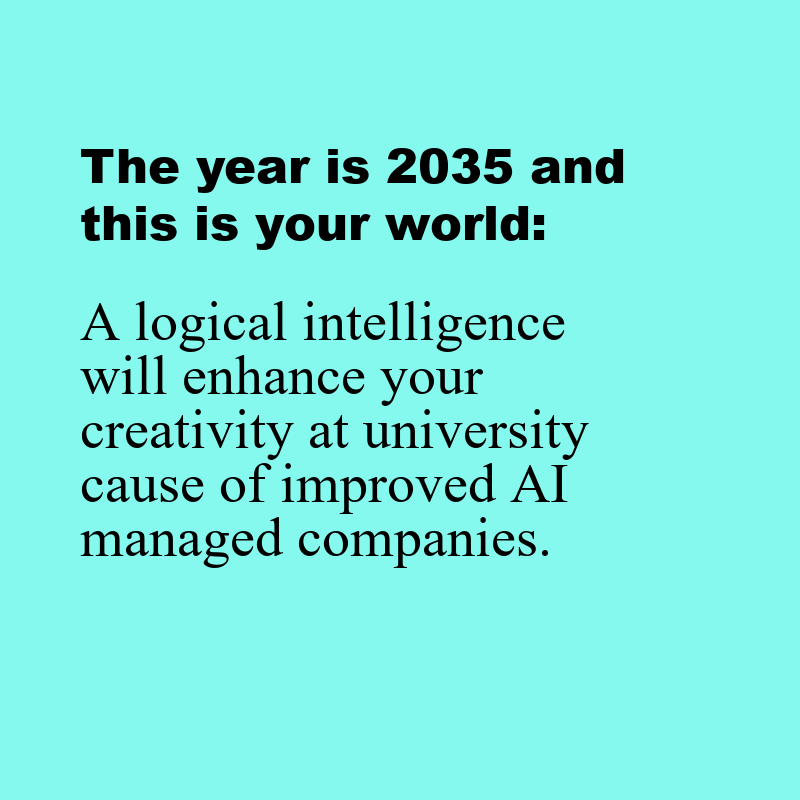 The year is 2035 and
this is your world:
A logical intelligence
will enhance your
creativity at university
cause of improved AI
managed companies.